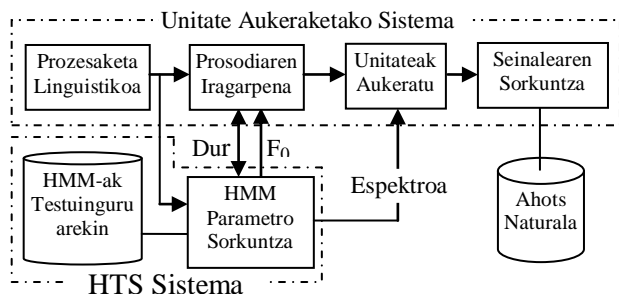 Unitate Aukeraketako Sistema
Prozesaketa
Linguistikoa
Prosodiaren
Iragarpena
Unitateak
Aukeratu
Seinalearen
Sorkuntza
Dur
F0
HMM-ak
Testuinguru
arekin
HMM
Parametro
Sorkuntza
Espektroa
Ahots
Naturala
HTS Sistema